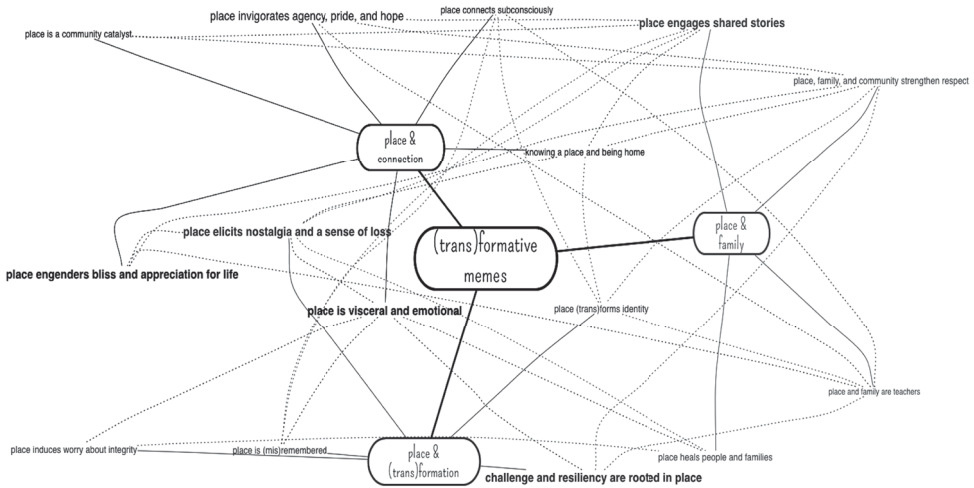 place invigorates agency, pride, and hope
place connects subconsciously
place engages shared stories
place is a community catalyst
place, family, and community strengthen respect
place &
connection
knowing a place and being home
place elicits nostalgia and a sense of loss
(trans)formative
memes
place &
family
place engenders bliss and appreciation for life
place is visceral and emotional
place (trans)forms identity
place and family are teachers
place induces worry about integrity
place is (mis)remembered
place &
(trans)formation
place heals people and families
challenge and resiliency are rooted in place